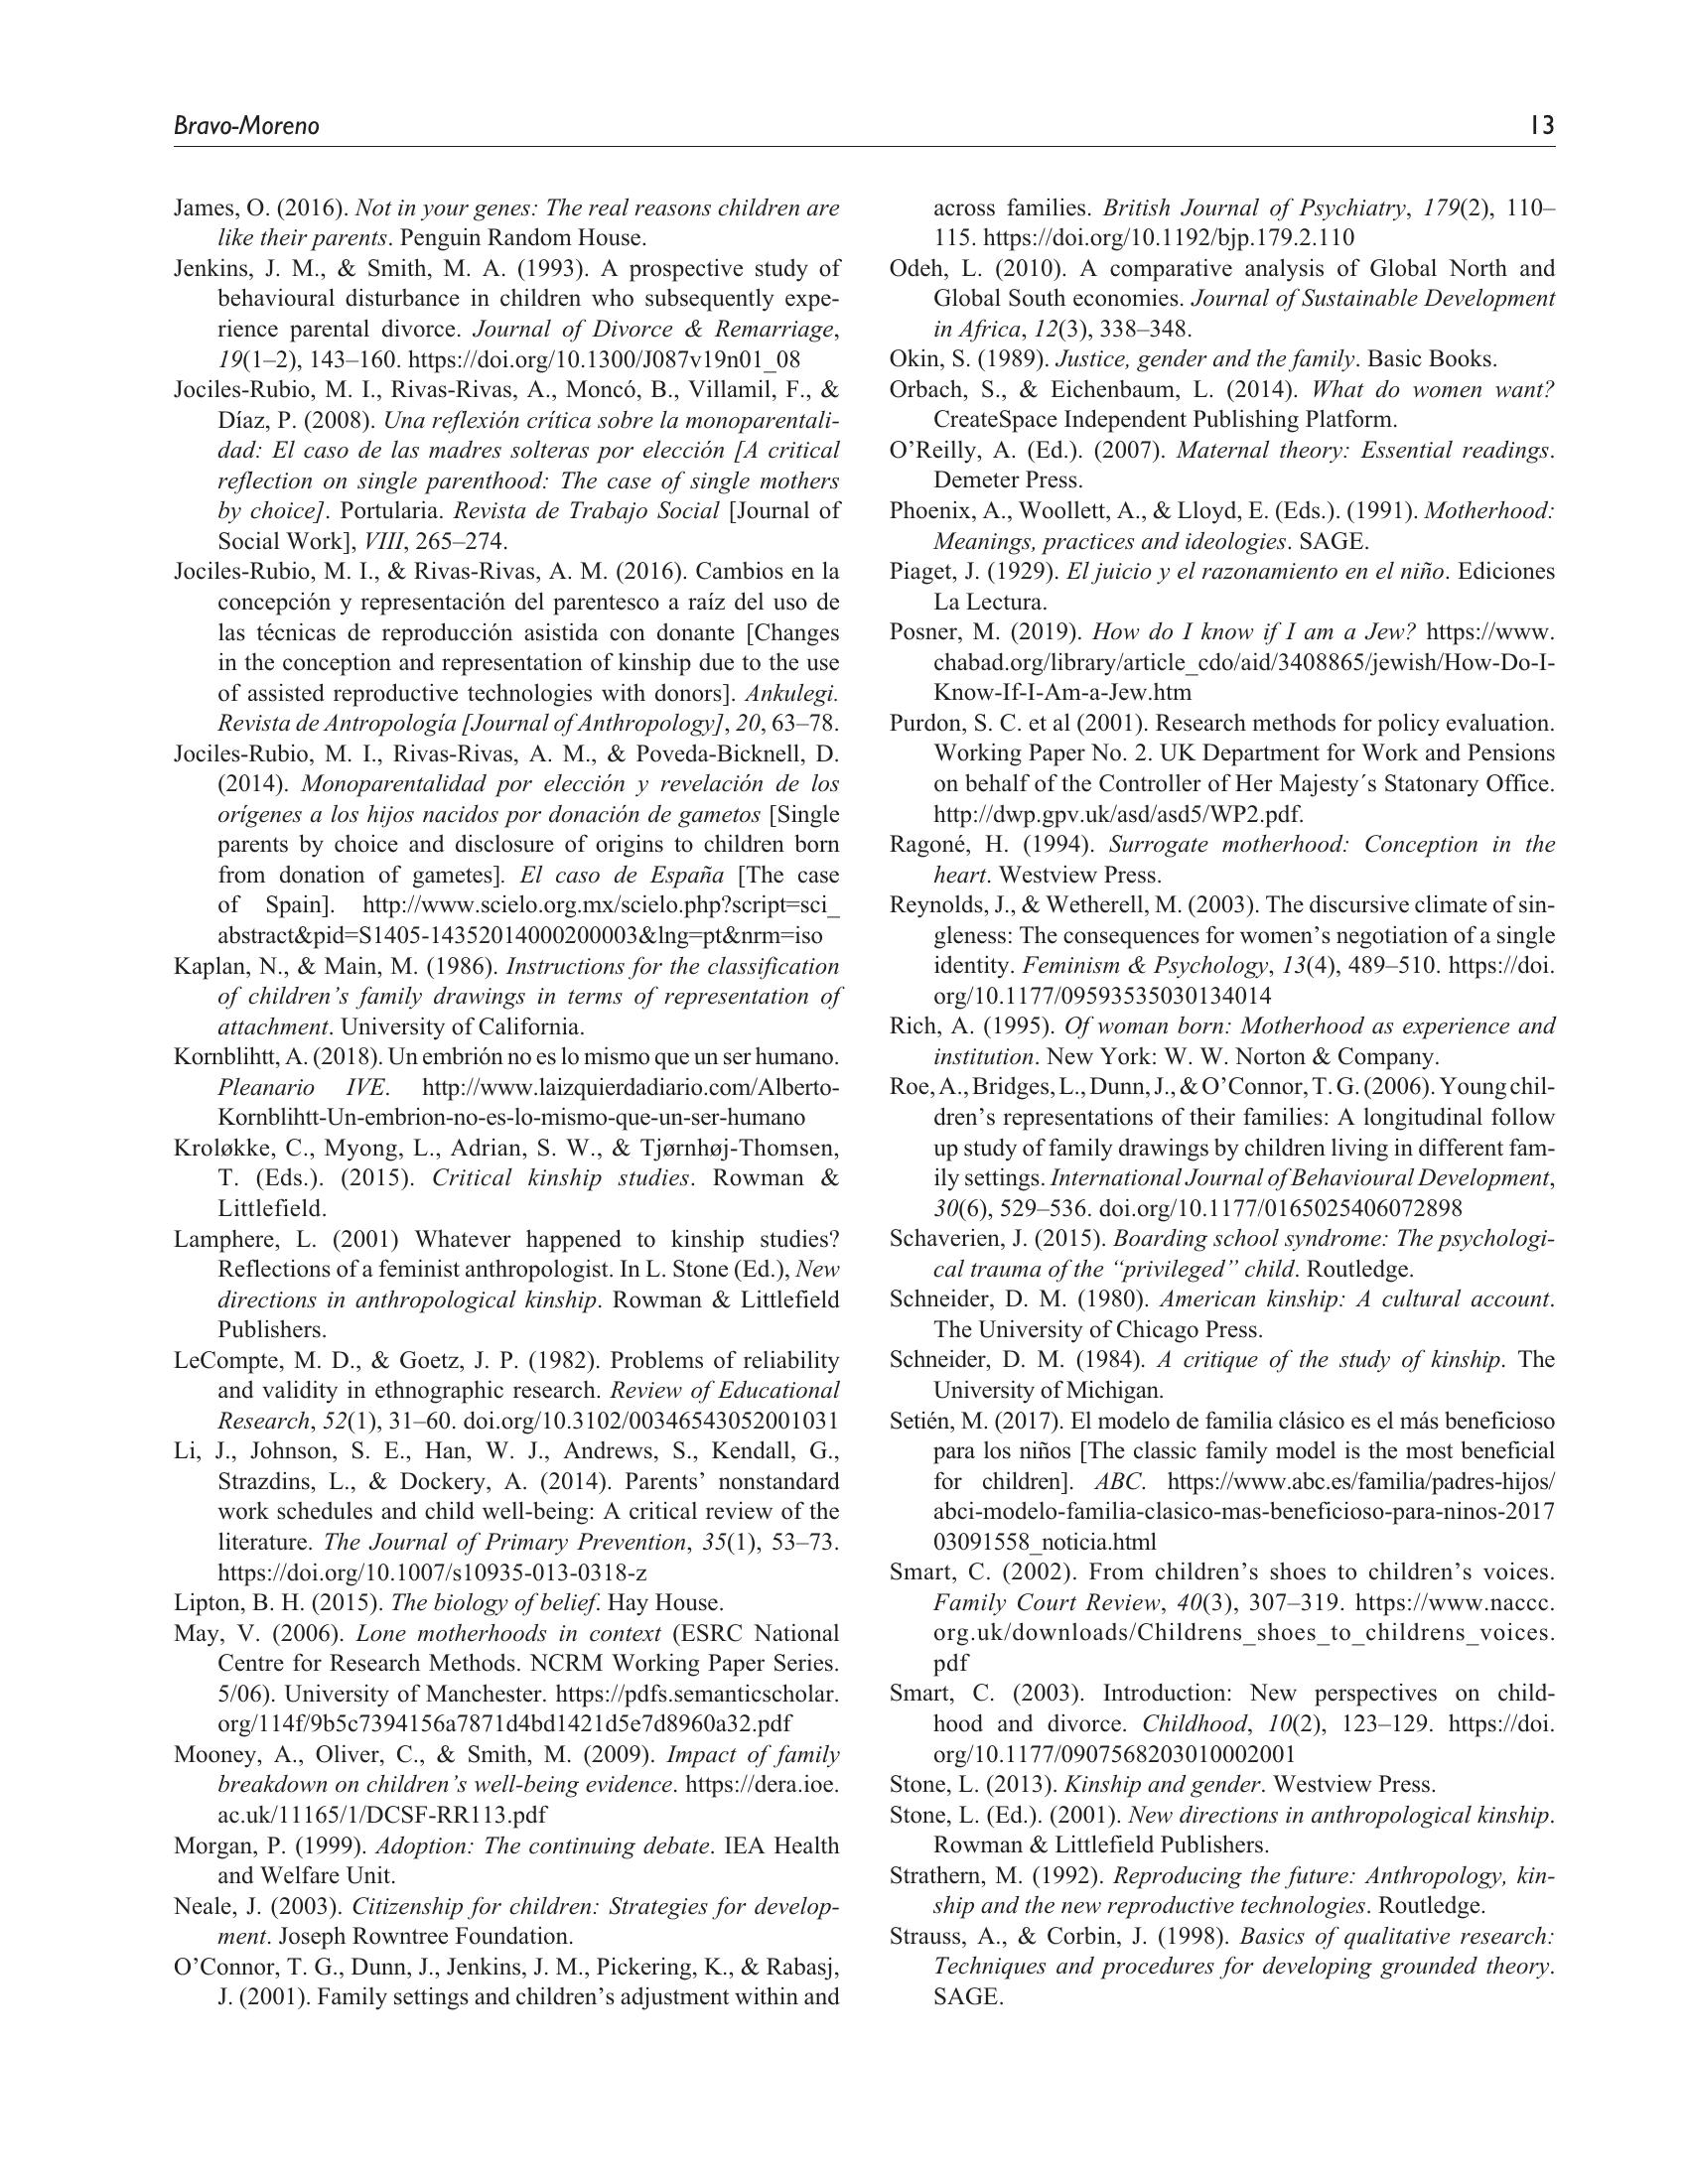 Bravo-Moreno 13
James, O. (2016). Not in your genes: The real reasons children are
like their parents. Penguin Random House.
Jenkins, J. M., & Smith, M. A. (1993). A prospective study of
behavioural disturbance in children who subsequently expe-
rience parental divorce. Journal of Divorce & Remarriage,
19(1–2), 143–160. https://doi.org/10.1300/J087v19n01_08
Jociles-Rubio, M. I., Rivas-Rivas, A., Moncó, B., Villamil, F., &
Díaz, P. (2008). Una reflexión crítica sobre la monoparentali-
dad: El caso de las madres solteras por elección [A critical
reflection on single parenthood: The case of single mothers
by choice]. Portularia. Revista de Trabajo Social [Journal of
Social Work], VIII, 265–274.
Jociles-Rubio, M. I., & Rivas-Rivas, A. M. (2016). Cambios en la
concepción y representación del parentesco a raíz del uso de
las técnicas de reproducción asistida con donante [Changes
in the conception and representation of kinship due to the use
of assisted reproductive technologies with donors]. Ankulegi.
Revista de Antropología [Journal of Anthropology], 20, 63–78.
Jociles-Rubio, M. I., Rivas-Rivas, A. M., & Poveda-Bicknell, D.
(2014). Monoparentalidad por elección y revelación de los
orígenes a los hijos nacidos por donación de gametos [Single
parents by choice and disclosure of origins to children born
from donation of gametes]. El caso de España [The case
of Spain]. http://www.scielo.org.mx/scielo.php?script=sci_
abstract&pid=S1405-14352014000200003&lng=pt&nrm=iso
Kaplan, N., & Main, M. (1986). Instructions for the classification
of children’s family drawings in terms of representation of
attachment. University of California.
Kornblihtt, A. (2018). Un embrión no es lo mismo que un ser humano.
Pleanario IVE. http://www.laizquierdadiario.com/Alberto-
Kornblihtt-Un-embrion-no-es-lo-mismo-que-un-ser-humano
Kroløkke, C., Myong, L., Adrian, S. W., & Tjørnhøj-Thomsen,
T. (Eds.). (2015). Critical kinship studies. Rowman &
Littlefield.
Lamphere, L. (2001) Whatever happened to kinship studies?
Reflections of a feminist anthropologist. In L. Stone (Ed.), New
directions in anthropological kinship. Rowman & Littlefield
Publishers.
LeCompte, M. D., & Goetz, J. P. (1982). Problems of reliability
and validity in ethnographic research. Review of Educational
Research, 52(1), 31–60. doi.org/10.3102/00346543052001031
Li, J., Johnson, S. E., Han, W. J., Andrews, S., Kendall, G.,
Strazdins, L., & Dockery, A. (2014). Parents’ nonstandard
work schedules and child well-being: A critical review of the
literature. The Journal of Primary Prevention, 35(1), 53–73.
https://doi.org/10.1007/s10935-013-0318-z
Lipton, B. H. (2015). The biology of belief. Hay House.
May, V. (2006). Lone motherhoods in context (ESRC National
Centre for Research Methods. NCRM Working Paper Series.
5/06). University of Manchester. https://pdfs.semanticscholar.
org/114f/9b5c7394156a7871d4bd1421d5e7d8960a32.pdf
Mooney, A., Oliver, C., & Smith, M. (2009). Impact of family
breakdown on children’s well-being evidence. https://dera.ioe.
ac.uk/11165/1/DCSF-RR113.pdf
Morgan, P. (1999). Adoption: The continuing debate. IEA Health
and Welfare Unit.
Neale, J. (2003). Citizenship for children: Strategies for develop-
ment. Joseph Rowntree Foundation.
O’Connor, T. G., Dunn, J., Jenkins, J. M., Pickering, K., & Rabasj,
J. (2001). Family settings and children’s adjustment within and
across families. British Journal of Psychiatry, 179(2), 110–
115. https://doi.org/10.1192/bjp.179.2.110
Odeh, L. (2010). A comparative analysis of Global North and
Global South economies. Journal of Sustainable Development
in Africa, 12(3), 338–348.
Okin, S. (1989). Justice, gender and the family. Basic Books.
Orbach, S., & Eichenbaum, L. (2014). What do women want?
CreateSpace Independent Publishing Platform.
O’Reilly, A. (Ed.). (2007). Maternal theory: Essential readings.
Demeter Press.
Phoenix, A., Woollett, A., & Lloyd, E. (Eds.). (1991). Motherhood:
Meanings, practices and ideologies. SAGE.
Piaget, J. (1929). El juicio y el razonamiento en el niño. Ediciones
La Lectura.
Posner, M. (2019). How do I know if I am a Jew? https://www.
chabad.org/library/article_cdo/aid/3408865/jewish/How-Do-I-
Know-If-I-Am-a-Jew.htm
Purdon, S. C. et al (2001). Research methods for policy evaluation.
Working Paper No. 2. UK Department for Work and Pensions
on behalf of the Controller of Her Majesty´s Statonary Office.
http://dwp.gpv.uk/asd/asd5/WP2.pdf.
Ragoné, H. (1994). Surrogate motherhood: Conception in the
heart. Westview Press.
Reynolds, J., & Wetherell, M. (2003). The discursive climate of sin-
gleness: The consequences for women’s negotiation of a single
identity. Feminism & Psychology, 13(4), 489–510. https://doi.
org/10.1177/09593535030134014
Rich, A. (1995). Of woman born: Motherhood as experience and
institution. New York: W. W. Norton & Company.
Roe, A., Bridges, L., Dunn, J., & O’Connor, T. G. (2006). Young chil-
dren’s representations of their families: A longitudinal follow
up study of family drawings by children living in different fam-
ily settings. International Journal of Behavioural Development,
30(6), 529–536. doi.org/10.1177/0165025406072898
Schaverien, J. (2015). Boarding school syndrome: The psychologi-
cal trauma of the “privileged” child. Routledge.
Schneider, D. M. (1980). American kinship: A cultural account.
The University of Chicago Press.
Schneider, D. M. (1984). A critique of the study of kinship. The
University of Michigan.
Setién, M. (2017). El modelo de familia clásico es el más beneficioso
para los niños [The classic family model is the most beneficial
for children]. ABC. https://www.abc.es/familia/padres-hijos/
abci-modelo-familia-clasico-mas-beneficioso-para-ninos-2017
03091558_noticia.html
Smart, C. (2002). From children’s shoes to children’s voices.
Family Court Review, 40(3), 307–319. https://www.naccc.
org.uk/downloads/Childrens_shoes_to_childrens_voices.
pdf
Smart, C. (2003). Introduction: New perspectives on child-
hood and divorce. Childhood, 10(2), 123–129. https://doi.
org/10.1177/0907568203010002001
Stone, L. (2013). Kinship and gender. Westview Press.
Stone, L. (Ed.). (2001). New directions in anthropological kinship.
Rowman & Littlefield Publishers.
Strathern, M. (1992). Reproducing the future: Anthropology, kin-
ship and the new reproductive technologies. Routledge.
Strauss, A., & Corbin, J. (1998). Basics of qualitative research:
Techniques and procedures for developing grounded theory.
SAGE.